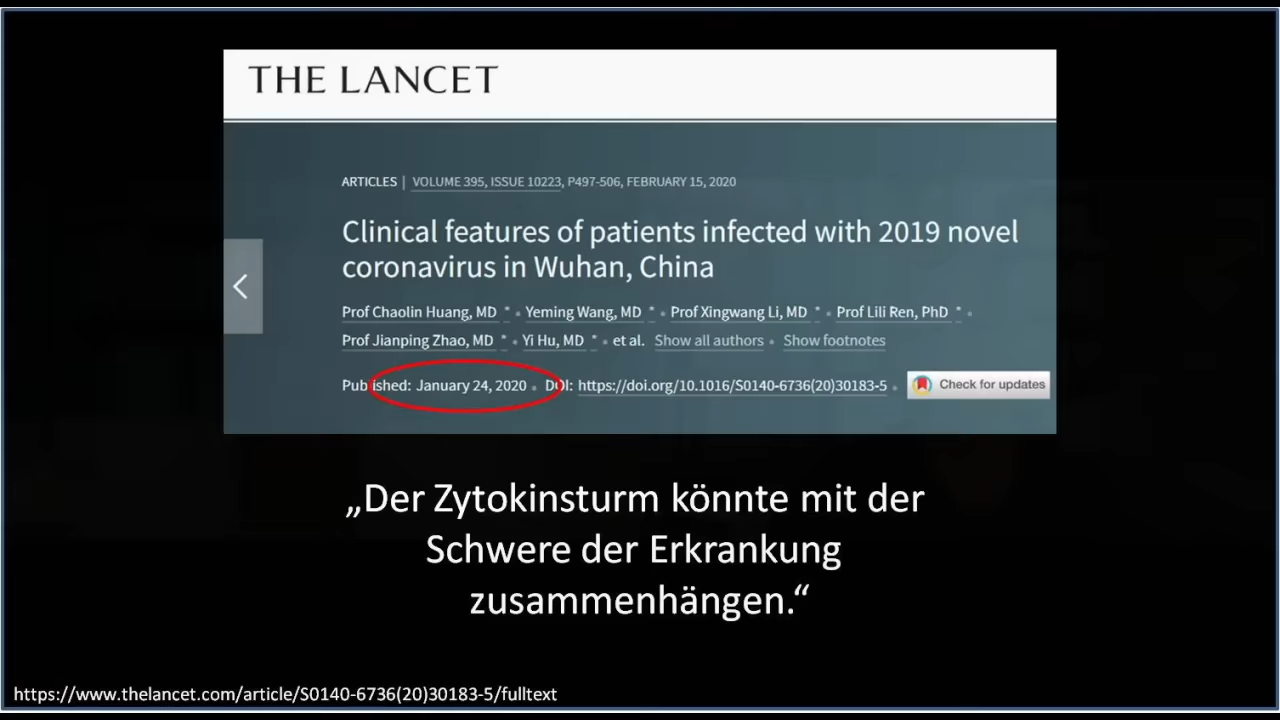 THE LANCET
ARTICLES | VOLUME 395, ISSUE 10223, P497-506, FEBRUARY 15, 2020
Clinical features of patients infected with 2019 novel
coronavirus in Wuhan, China
Prof Chaolin Huang, MD * • Yeming Wang, MD * • Prof Xingwang Li, MD * • Prof Lili Ren, PhD * •
Prof Jianping Zhao, MD * • Yi Hu, MD * • et al. Show all authors • Show footnotes
Published: January 24, 2020 • DOI: https://doi.org/10.1016/S0140-6736(20)30183-5 • Check for updates
„Der Zytokinsturm könnte mit der
Schwere der Erkrankung
zusammenhängen.“
https://www.thelancet.com/article/S0140-6736(20)30183-5/fulltext